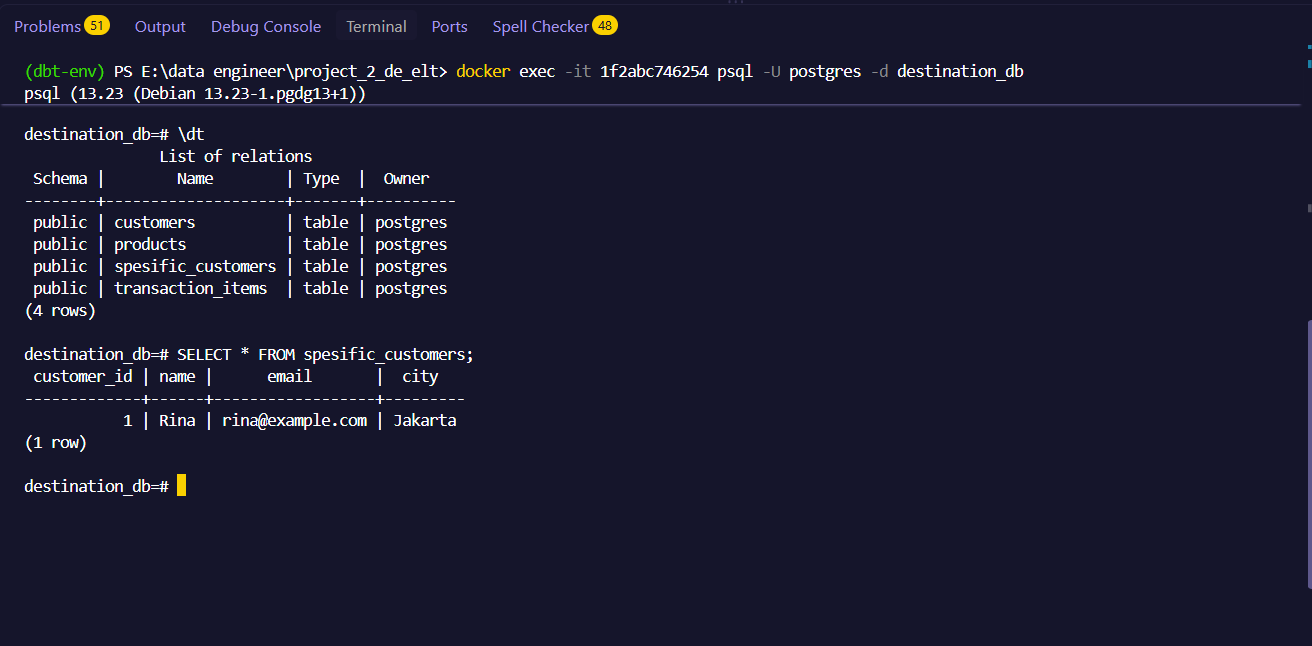 Problems 51 Output Debug Console Terminal Ports Spell Checker 48
(dbt-env) PS E:\data engineer\project_2_de_elt> docker exec -it 1f2abc746254 psql -U postgres -d destination_db
psql (13.23 (Debian 13.23-1.pgdg13+1))
destination_db=# \dt
               List of relations
 Schema |        Name        | Type  |  Owner
--------+--------------------+-------+----------
 public | customers          | table | postgres
 public | products           | table | postgres
 public | spesific_customers | table | postgres
 public | transaction_items  | table | postgres
(4 rows)
destination_db=# SELECT * FROM spesific_customers;
 customer_id | name |      email       |  city
-------------+------+------------------+---------
           1 | Rina | rina@example.com | Jakarta
(1 row)
destination_db=#